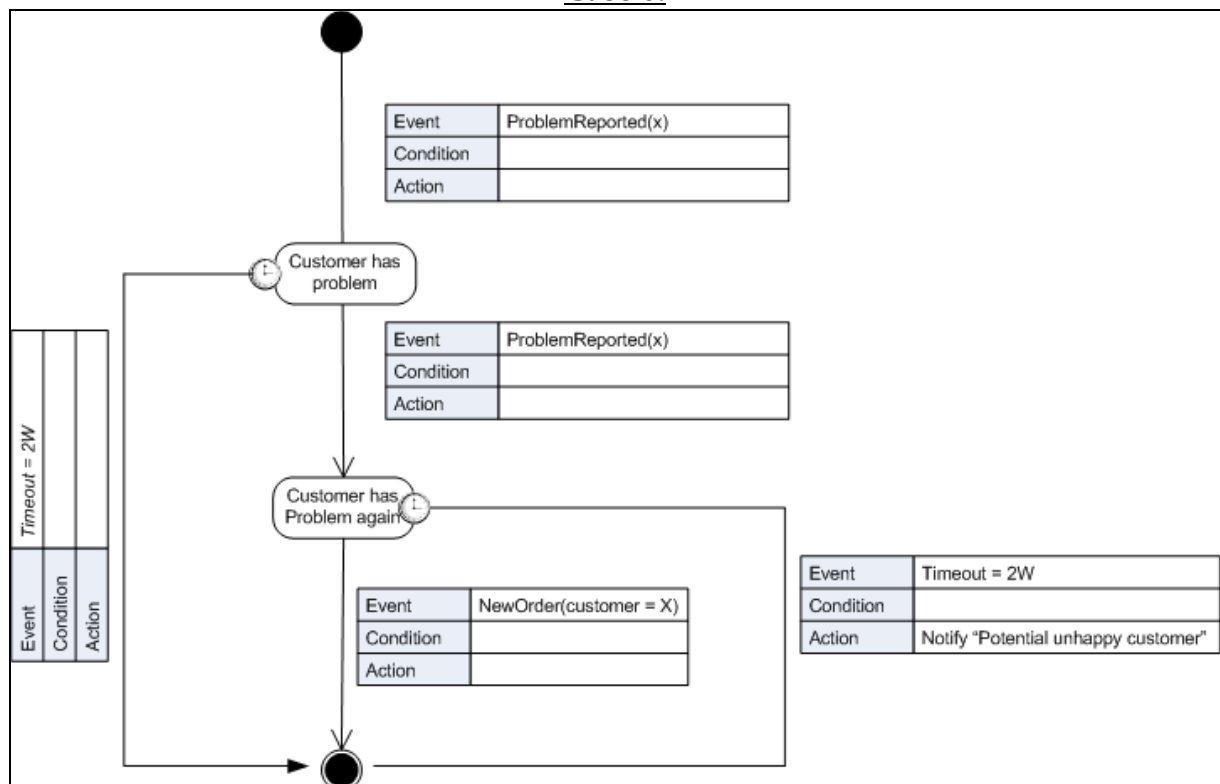 Event ProblemReported(x)
Condition
Action
Customer has
problem
Event ProblemReported(x)
Condition
Action
Event Timeout = 2W
Condition
Action
Customer has
Problem again
Event NewOrder(customer = X)
Condition
Action
Event Timeout = 2W
Condition
Action Notify “Potential unhappy customer”